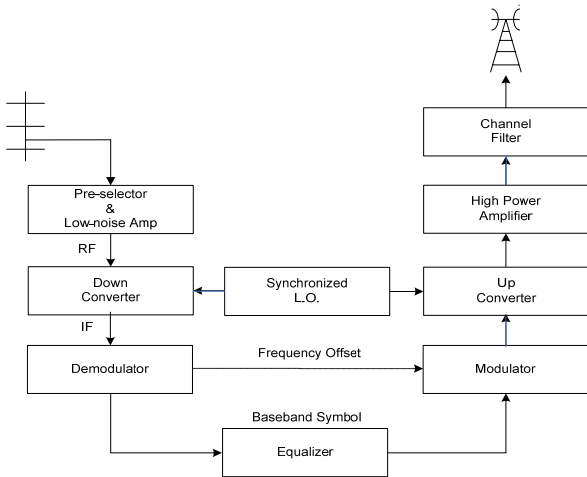 Channel
Filter
Pre-selector
&
Low-noise Amp
High Power
Amplifier
RF
Down
Converter
Synchronized
L.O.
Up
Converter
IF
Demodulator
Frequency Offset
Modulator
Baseband Symbol
Equalizer